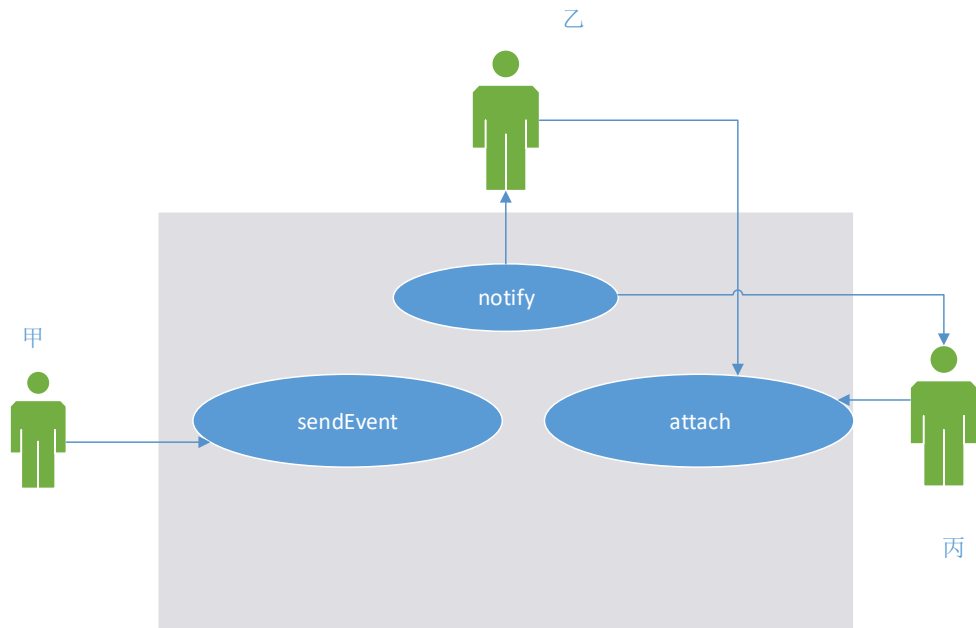 乙
notify
甲
sendEvent
attach
丙